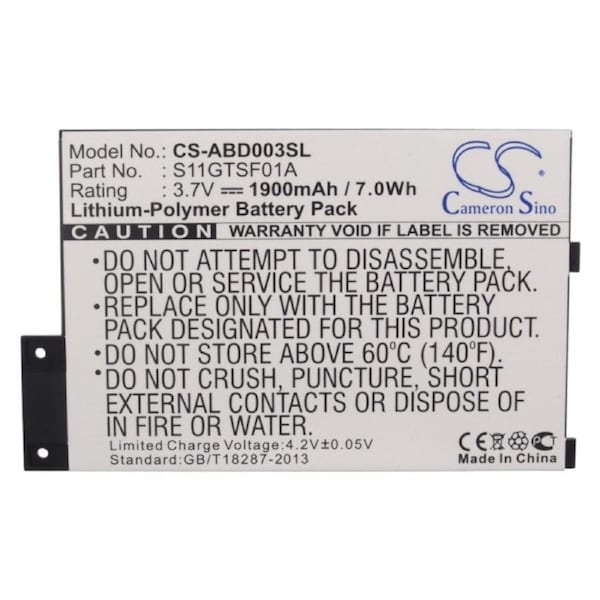 Model No.: CS-ABD003SL
Part No. : S11GTSF01A
Rating : 3.7V 1900mAh / 7.0Wh
Lithium-Polymer Battery Pack
CS
Cameron Sino
CAUTION WARRANTY VOID IF LABEL IS REMOVED
•DO NOT ATTEMPT TO DISASSEMBLE,
OPEN OR SERVICE THE BATTERY PACK.
•REPLACE ONLY WITH THE BATTERY
PACK DESIGNATED FOR THIS PRODUCT.
•DO NOT STORE ABOVE 60°C (140°F).
•DO NOT CRUSH, PUNCTURE, SHORT
EXTERNAL CONTACTS OR DISPOSE
IN FIRE OR WATER.
Limited Charge Voltage:4.2V±0.05V
Standard:GB/T18287-2013
CE
Made In China